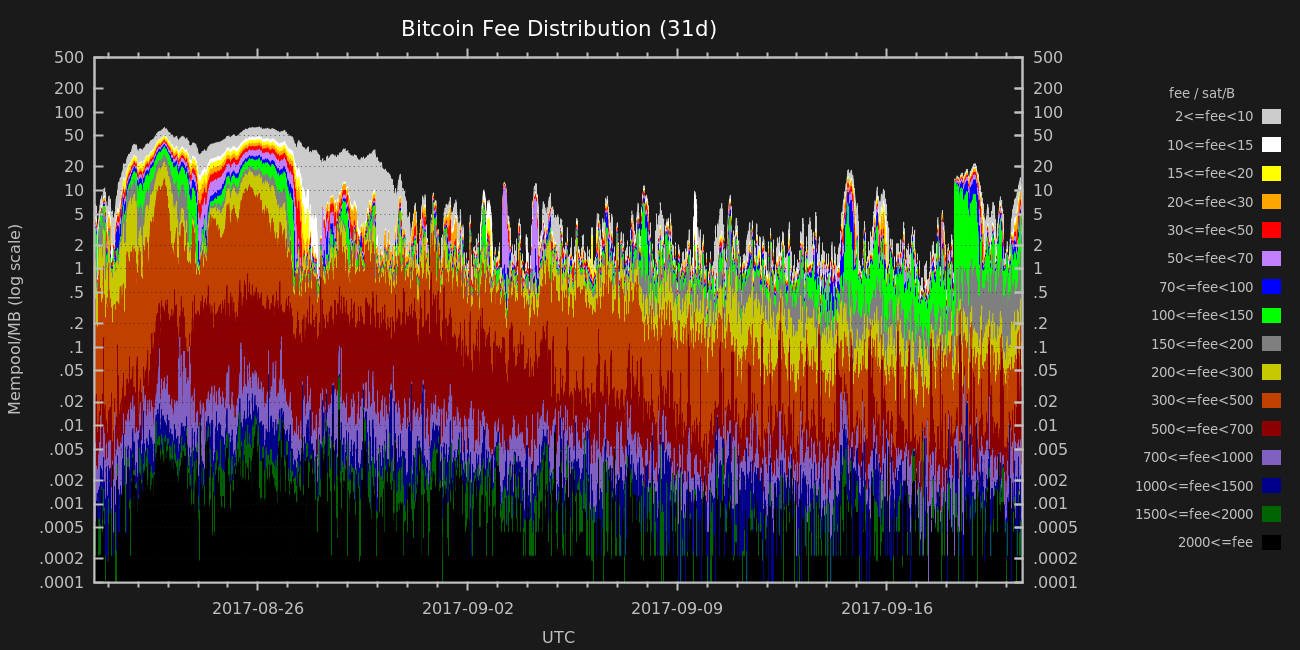 Bitcoin Fee Distribution (31d)
500
200
100
50
20
10
5
2
1
.5
.2
.1
.05
.02
.01
.005
.002
.001
.0005
.0002
.0001
Mempool/MB (log scale)
500
200
100
50
20
10
5
2
1
.5
.2
.1
.05
.02
.01
.005
.002
.001
.0005
.0002
.0001
2017-08-26
2017-09-02
2017-09-09
2017-09-16
UTC
fee / sat/B
2<=fee<10
10<=fee<15
15<=fee<20
20<=fee<30
30<=fee<50
50<=fee<70
70<=fee<100
100<=fee<150
150<=fee<200
200<=fee<300
300<=fee<500
500<=fee<700
700<=fee<1000
1000<=fee<1500
1500<=fee<2000
2000<=fee